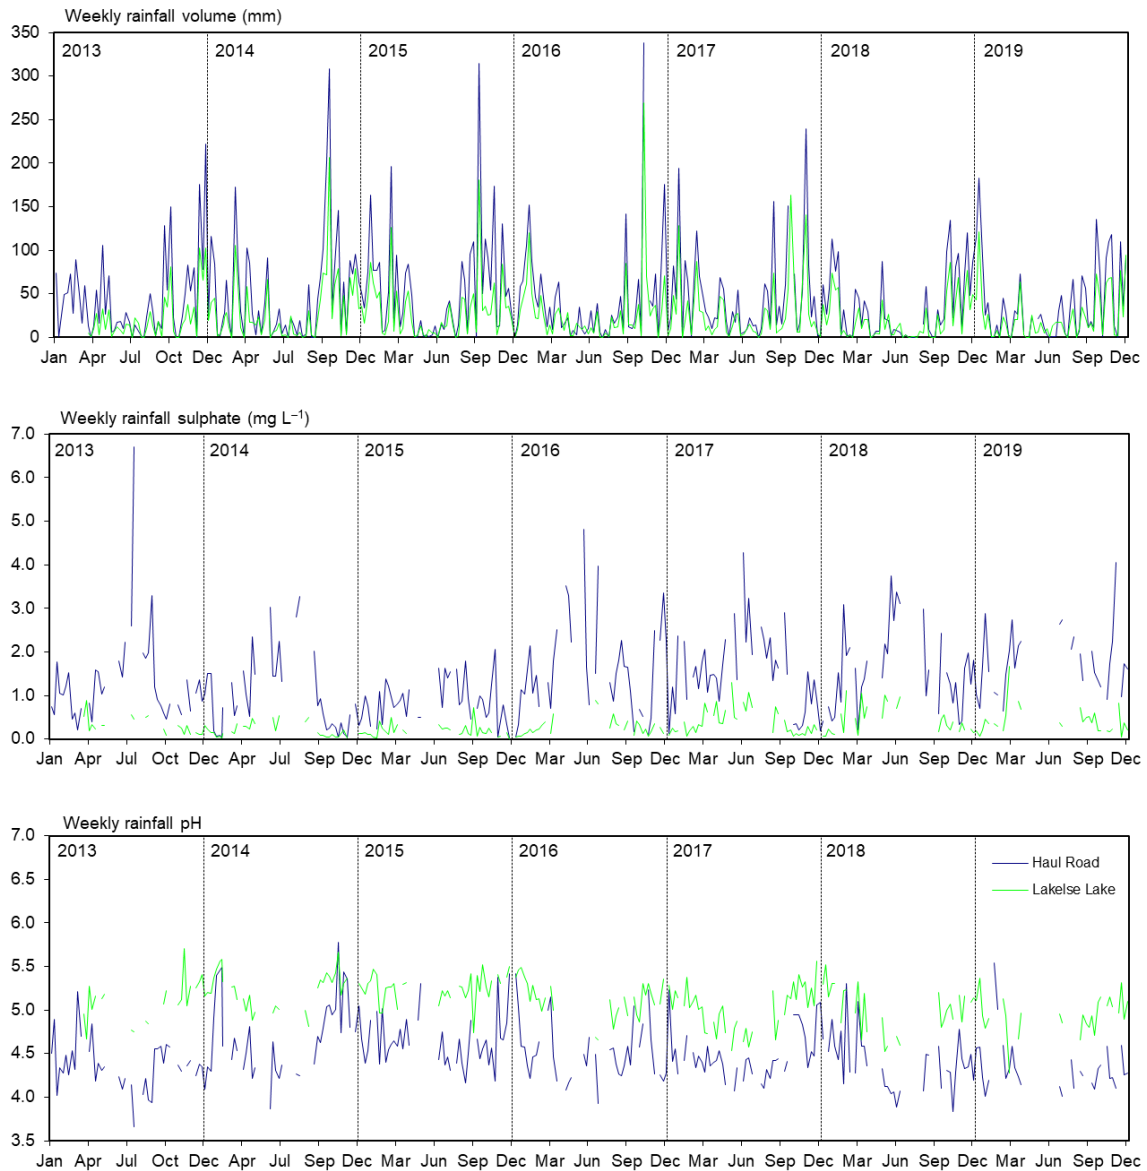 Weekly rainfall volume (mm)
350
300
250
200
150
100
50
0
2013 2014 2015 2016 2017 2018 2019
Jan Apr Jul Oct Dec Apr Jul Sep Dec Mar Jun Sep Dec Mar Jun Sep Dec Mar Jun Sep Dec Mar Jun Sep Dec Mar Jun Sep Dec
Weekly rainfall sulphate (mg L⁻¹)
7.0
6.0
5.0
4.0
3.0
2.0
1.0
0.0
2013 2014 2015 2016 2017 2018 2019
Jan Apr Jul Oct Dec Apr Jul Sep Dec Mar Jun Sep Dec Mar Jun Sep Dec Mar Jun Sep Dec Mar Jun Sep Dec Mar Jun Sep Dec
Weekly rainfall pH
7.0
6.5
6.0
5.5
5.0
4.5
4.0
3.5
2013 2014 2015 2016 2017 2018
Haul Road
Lakelse Lake
Jan Apr Jul Oct Dec Apr Jul Sep Dec Mar Jun Sep Dec Mar Jun Sep Dec Mar Jun Sep Dec Mar Jun Sep Dec Mar Jun Sep Dec